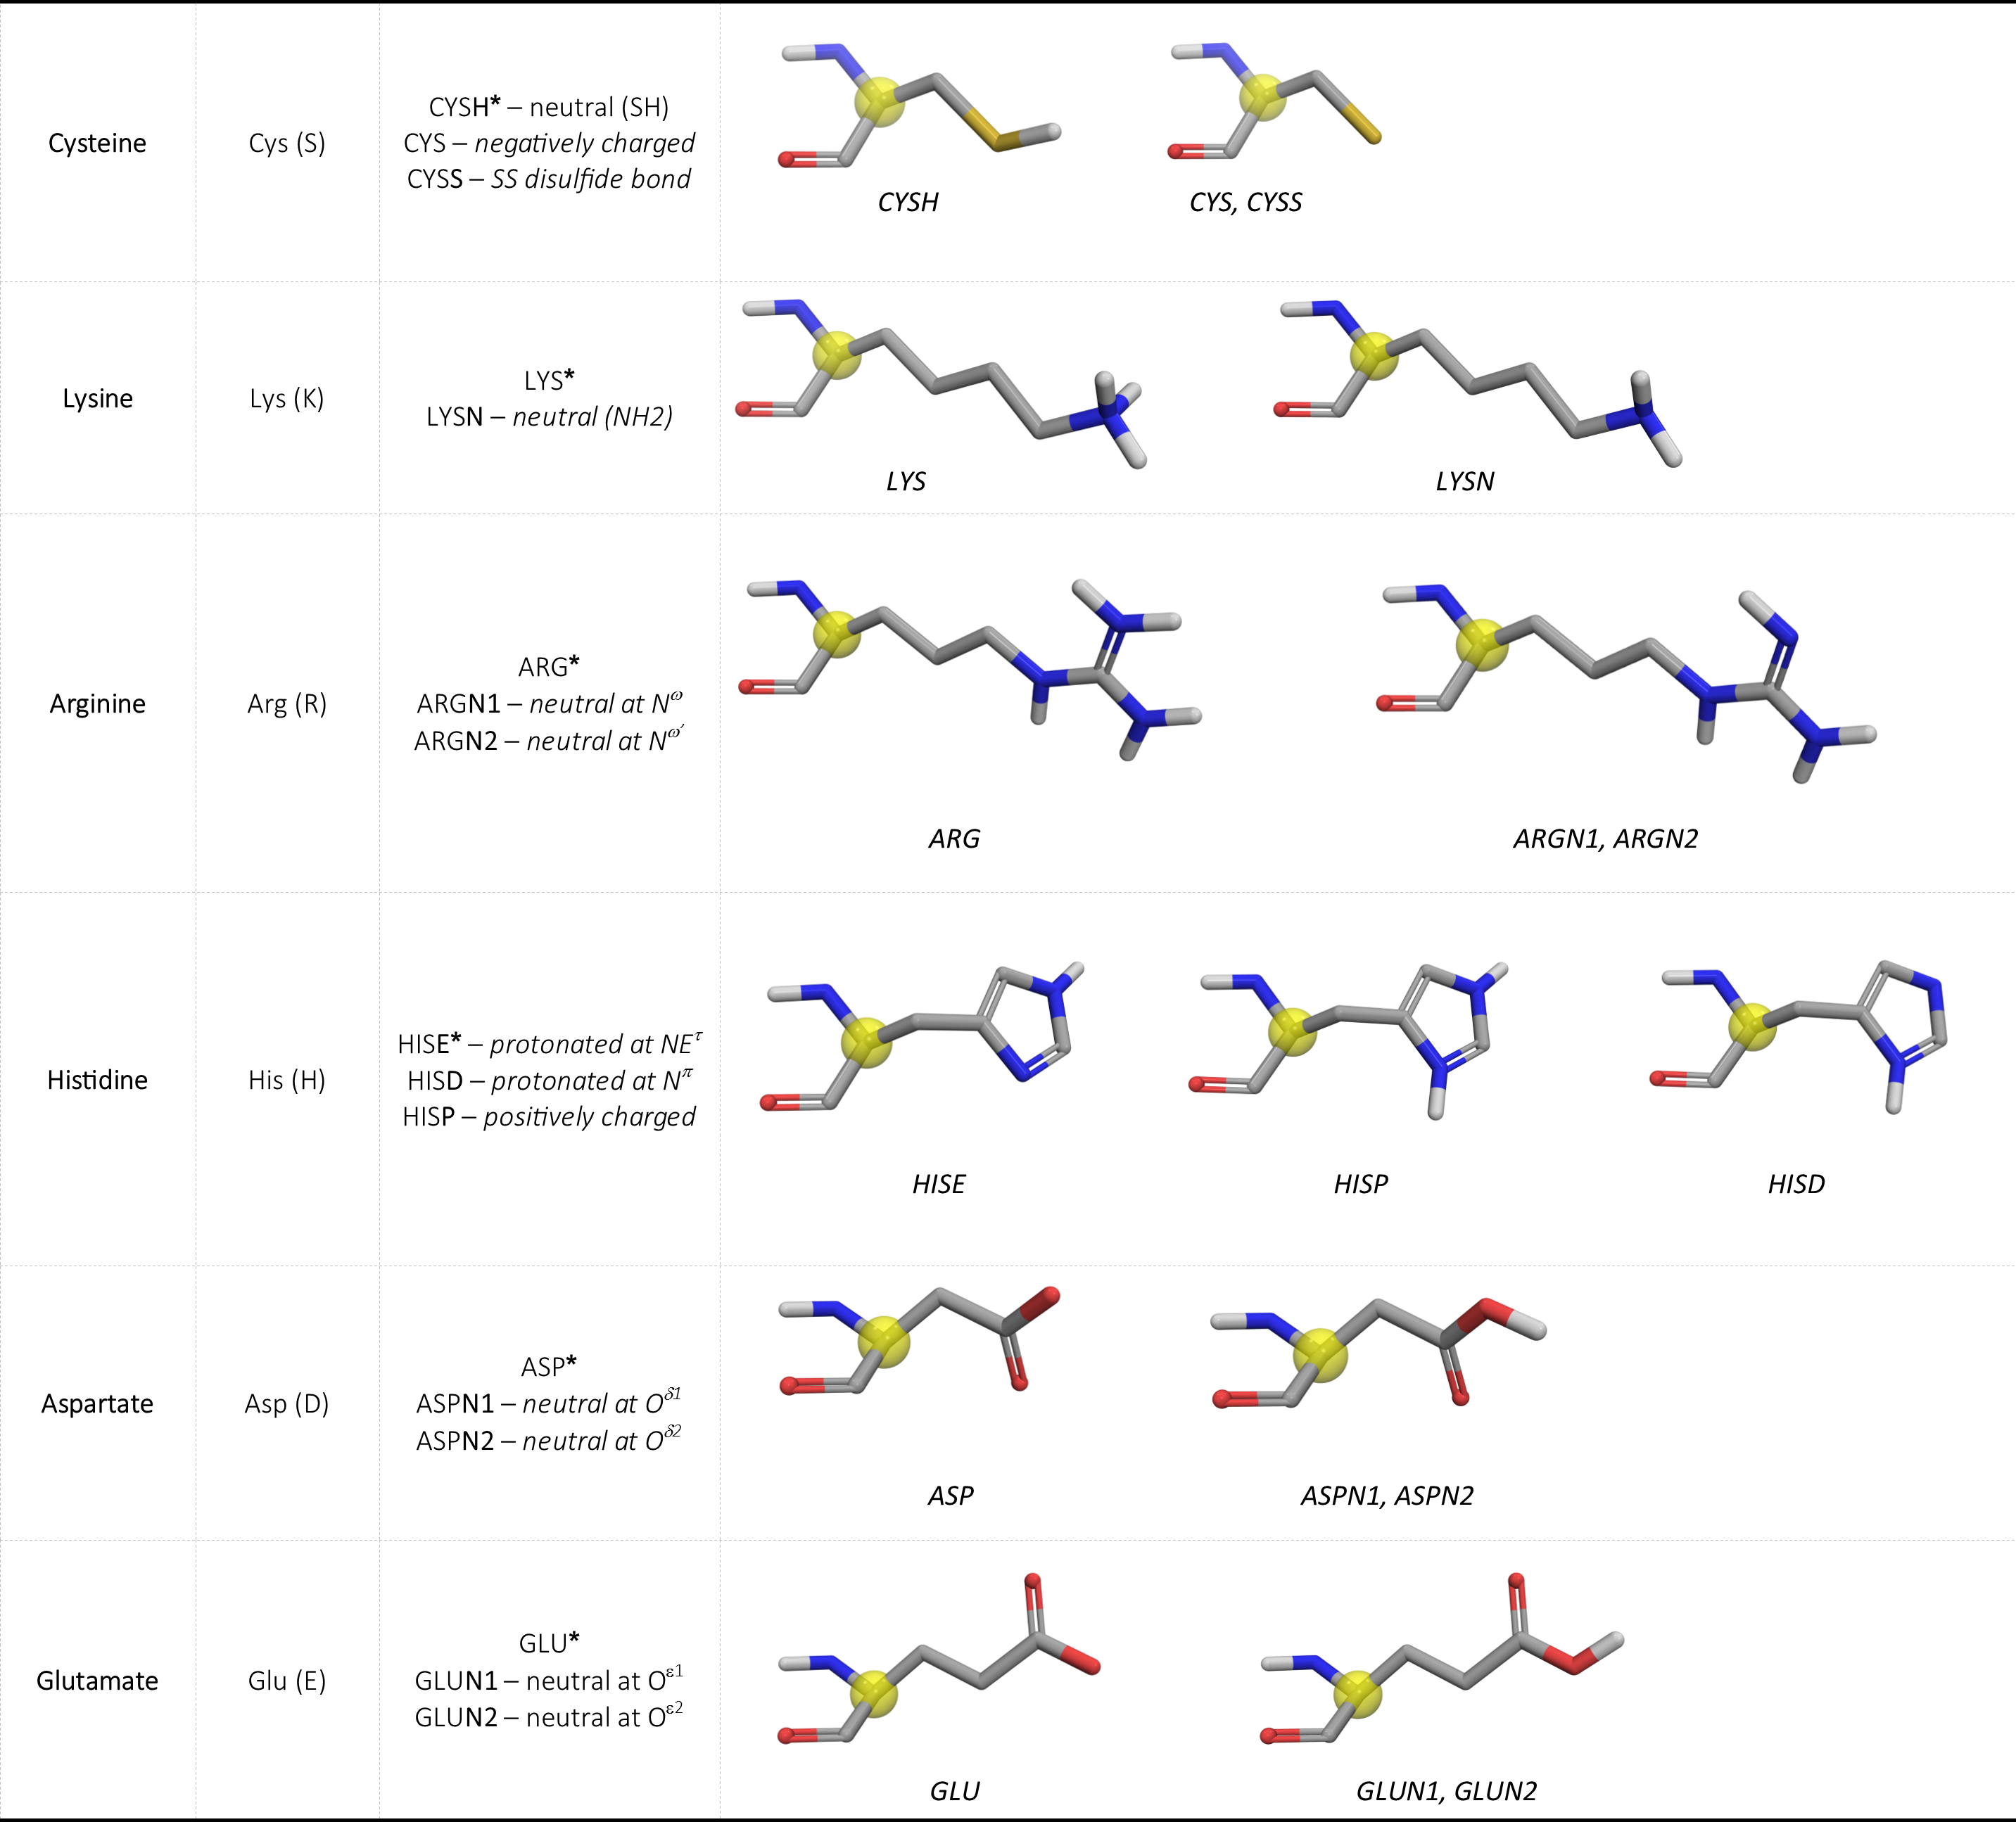 Cysteine
Cys (S)
CYSH* – neutral (SH)
CYS – negatively charged
CYSS – SS disulfide bond
CYSH
CYS, CYSS
Lysine
Lys (K)
LYS*
LYSN – neutral (NH2)
LYS
LYSN
Arginine
Arg (R)
ARG*
ARGN1 – neutral at Nω
ARGN2 – neutral at Nω′
ARG
ARGN1, ARGN2
Histidine
His (H)
HISE* – protonated at NEτ
HISD – protonated at Nπ
HISP – positively charged
HISE
HISP
HISD
Aspartate
Asp (D)
ASP*
ASPN1 – neutral at Oδ1
ASPN2 – neutral at Oδ2
ASP
ASPN1, ASPN2
Glutamate
Glu (E)
GLU*
GLUN1 – neutral at Oε1
GLUN2 – neutral at Oε2
GLU
GLUN1, GLUN2